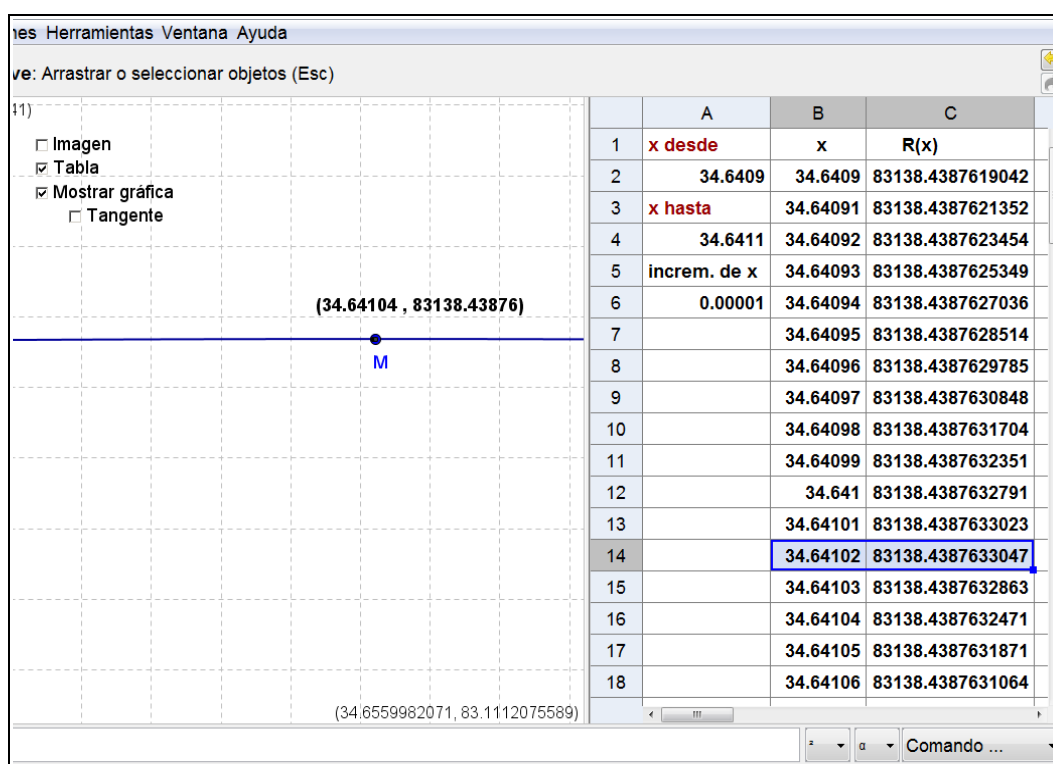 nes Herramientas Ventana Ayuda
ve: Arrastrar o seleccionar objetos (Esc)
41)
Imagen
Tabla
Mostrar gráfica
Tangente
(34.64104 , 83138.43876)
M
(34.6559982071, 83.1112075589)
A B C
1 x desde x R(x)
2 34.6409 34.6409 83138.4387619042
3 x hasta 34.64091 83138.4387621352
4 34.6411 34.64092 83138.4387623454
5 increm. de x 34.64093 83138.4387625349
6 0.00001 34.64094 83138.4387627036
7 34.64095 83138.4387628514
8 34.64096 83138.4387629785
9 34.64097 83138.4387630848
10 34.64098 83138.4387631704
11 34.64099 83138.4387632351
12 34.641 83138.4387632791
13 34.64101 83138.4387633023
14 34.64102 83138.4387633047
15 34.64103 83138.4387632863
16 34.64104 83138.4387632471
17 34.64105 83138.4387631871
18 34.64106 83138.4387631064
² α Comando ...